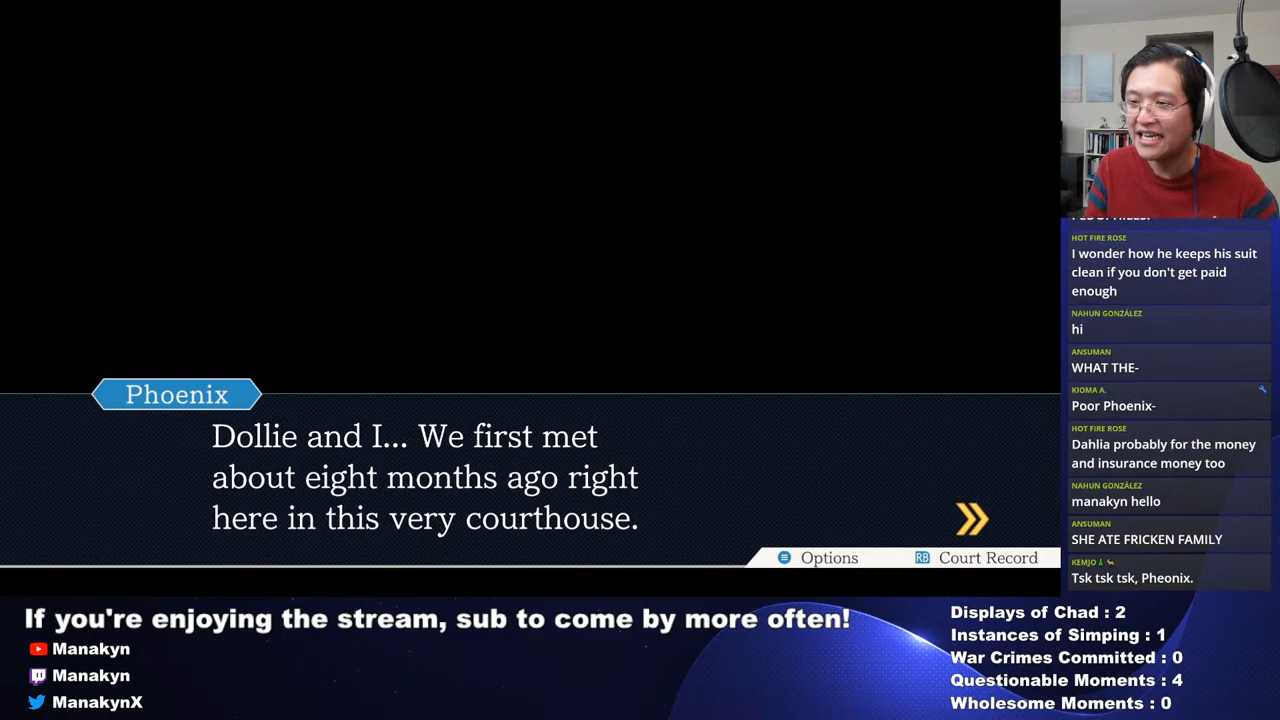 Phoenix
Dollie and I... We first met
about eight months ago right
here in this very courthouse.
Options
RB Court Record
HOT FIRE ROSE
I wonder how he keeps his suit
clean if you don't get paid
enough
NAHUN GONZÁLEZ
hi
ANSUMAN
WHAT THE-
KIOMA A.
Poor Phoenix-
HOT FIRE ROSE
Dahlia probably for the money
and insurance money too
NAHUN GONZÁLEZ
manakyn hello
ANSUMAN
SHE ATE FRICKEN FAMILY
KEMJO
Tsk tsk tsk, Pheonix.
If you're enjoying the stream, sub to come by more often!
Manakyn
Manakyn
ManakynX
Displays of Chad : 2
Instances of Simping : 1
War Crimes Committed : 0
Questionable Moments : 4
Wholesome Moments : 0